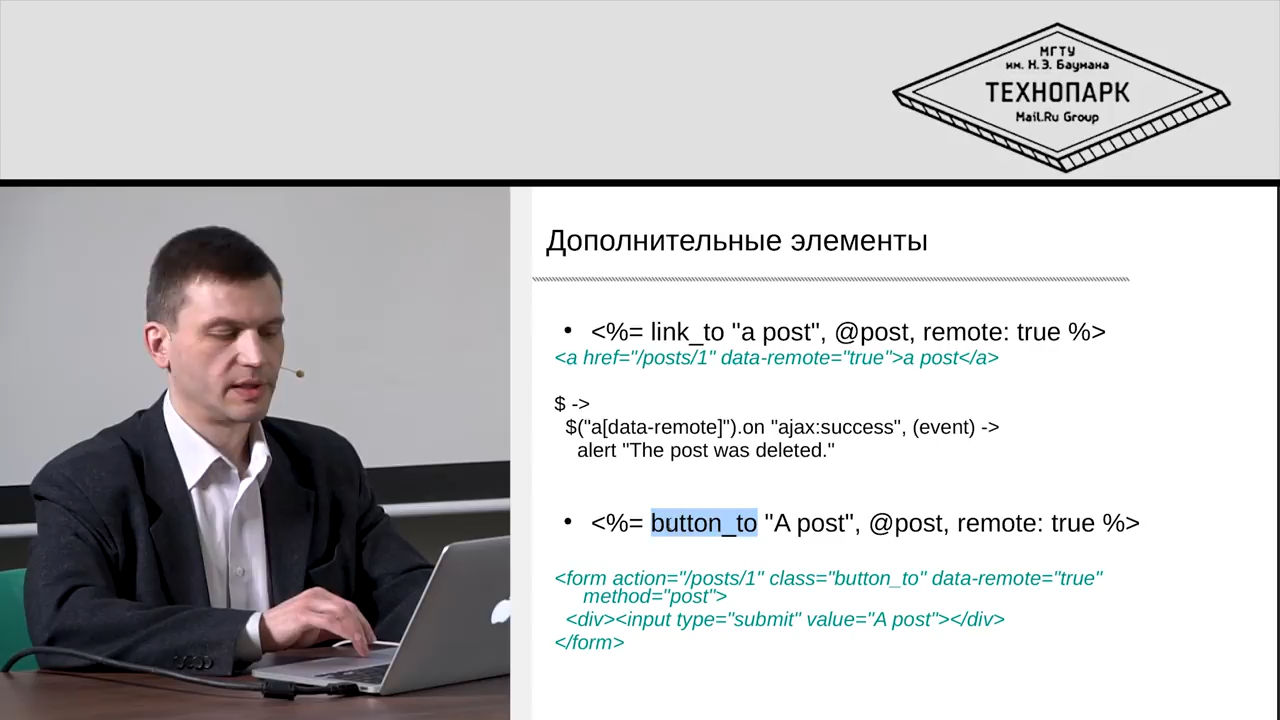 МГТУ
им. Н.Э. Баумана
ТЕХНОПАРК
Mail.Ru Group
Дополнительные элементы
• <%= link_to "a post", @post, remote: true %>
<a href="/posts/1" data-remote="true">a post</a>
$ ->
$("a[data-remote]").on "ajax:success", (event) ->
alert "The post was deleted."
• <%= button_to "A post", @post, remote: true %>
<form action="/posts/1" class="button_to" data-remote="true"
method="post">
<div><input type="submit" value="A post"></div>
</form>